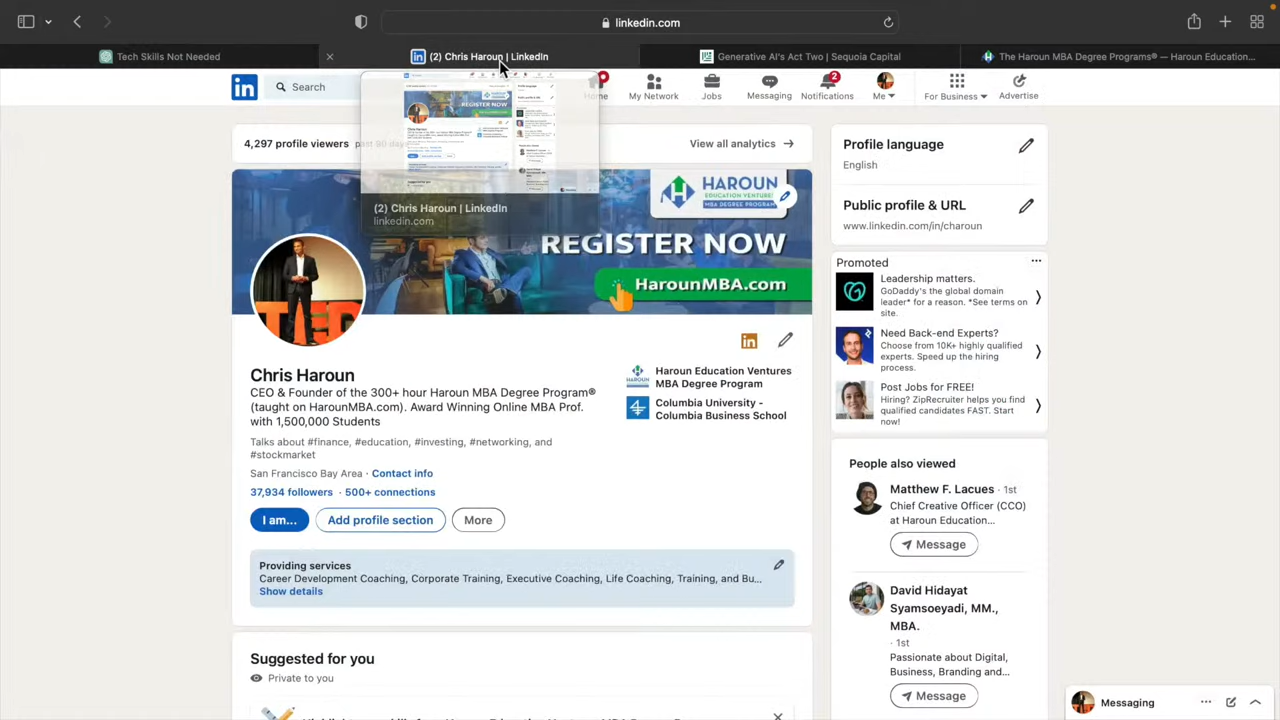 linkedin.com
Tech Skills Not Needed
(2) Chris Haroun | LinkedIn
Generative AI's Act Two | Sequoia Capital
The Haroun MBA Degree Programs® — Haroun Educatio...
Search
Home
My Network
Jobs
Messaging
2
Notifications
Me
Business
Advertise
4,297 profile viewers past 90 days
View all analytics
(2) Chris Haroun | LinkedIn
linkedin.com
HAROUN
EDUCATION VENTURES
MBA DEGREE PROGRAM
REGISTER NOW
HarounMBA.com
Chris Haroun
CEO & Founder of the 300+ hour Haroun MBA Degree Program®
(taught on HarounMBA.com). Award Winning Online MBA Prof.
with 1,500,000 Students
Talks about #finance, #education, #investing, #networking, and
#stockmarket
San Francisco Bay Area · Contact info
37,934 followers · 500+ connections
I am...
Add profile section
More
Haroun Education Ventures
MBA Degree Program
Columbia University -
Columbia Business School
Providing services
Career Development Coaching, Corporate Training, Executive Coaching, Life Coaching, Training, and Bu...
Show details
Suggested for you
Private to you
Profile language
English
Public profile & URL
www.linkedin.com/in/charoun
Promoted
Leadership matters.
GoDaddy's the global domain
leader* for a reason. *See terms on
site.
Need Back-end Experts?
Choose from 10K+ highly qualified
experts. Speed up the hiring
process.
Post Jobs for FREE!
Hiring? ZipRecruiter helps you find
qualified candidates FAST. Start
now!
People also viewed
Matthew F. Lacues · 1st
Chief Creative Officer (CCO)
at Haroun Education...
Message
David Hidayat
Syamsoeyadi, MM.,
MBA.
· 1st
Passionate about Digital,
Business, Branding and...
Message
Messaging